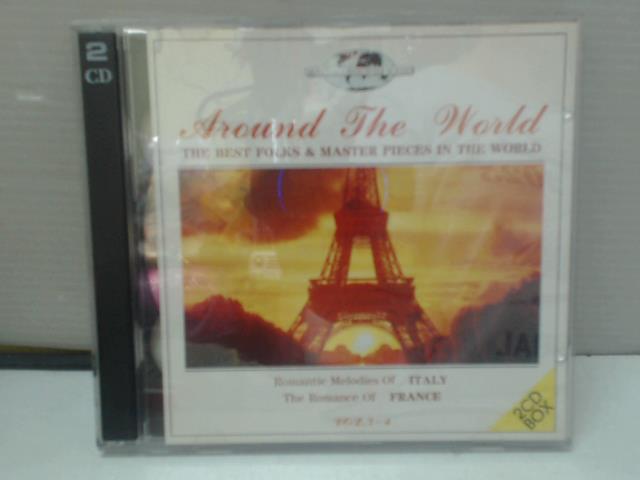 2
CD
Around The World
THE BEST FOLKS & MASTER PIECES IN THE WORLD
Romantic Melodies Of ITALY
The Romance Of FRANCE
2CD
BOX